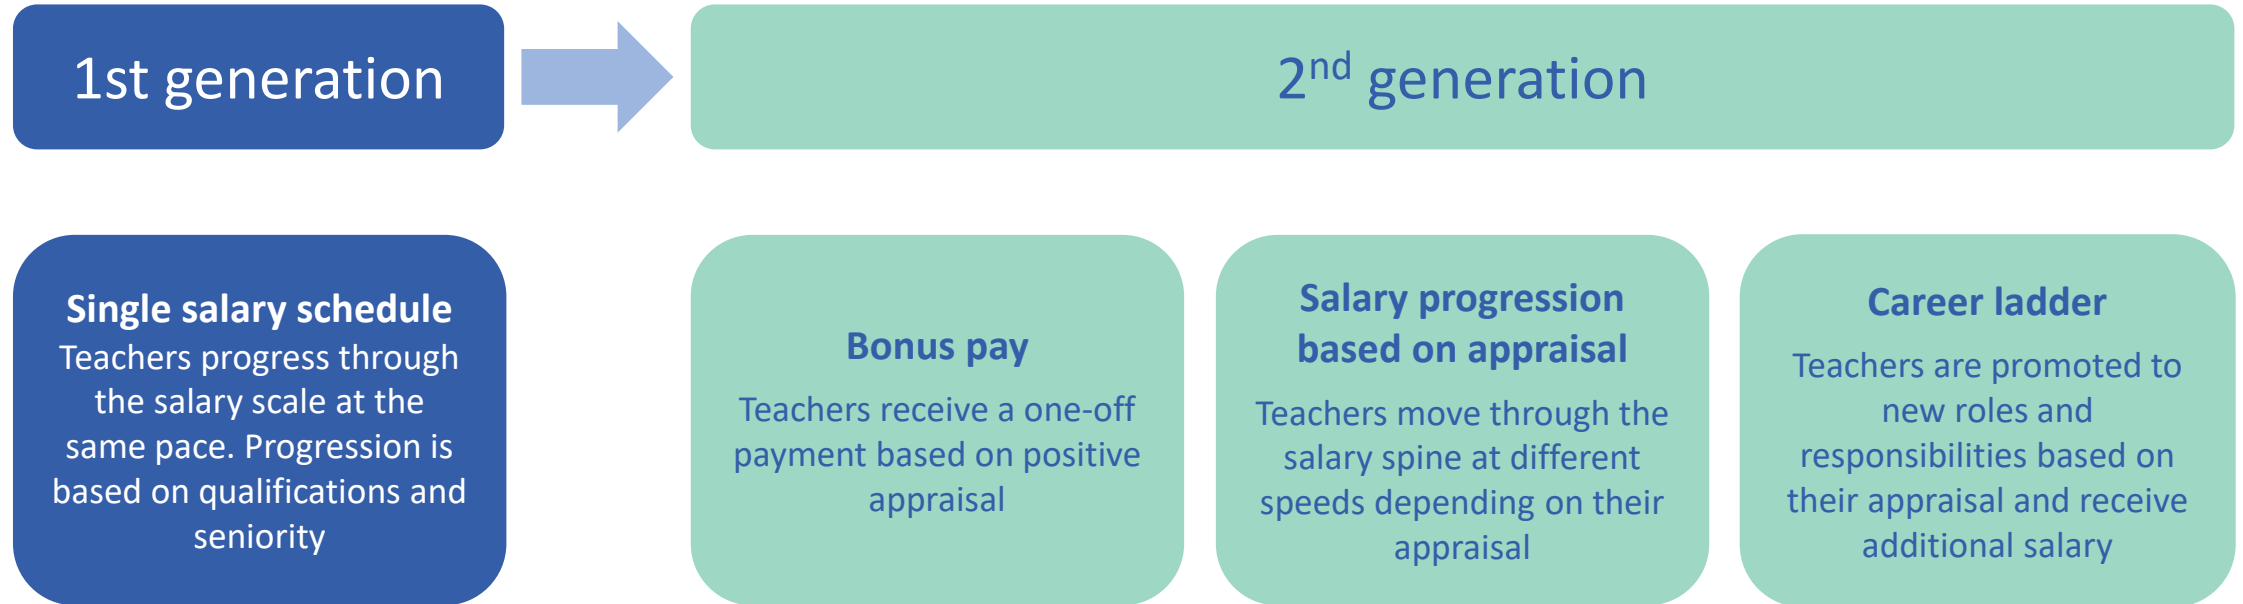 1st generation
2nd generation
Single salary schedule
Teachers progress through
the salary scale at the
same pace. Progression is
based on qualifications and
seniority
Bonus pay
Teachers receive a one-off
payment based on positive
appraisal
Salary progression
based on appraisal
Teachers move through the
salary spine at different
speeds depending on their
appraisal
Career ladder
Teachers are promoted to
new roles and
responsibilities based on
their appraisal and receive
additional salary